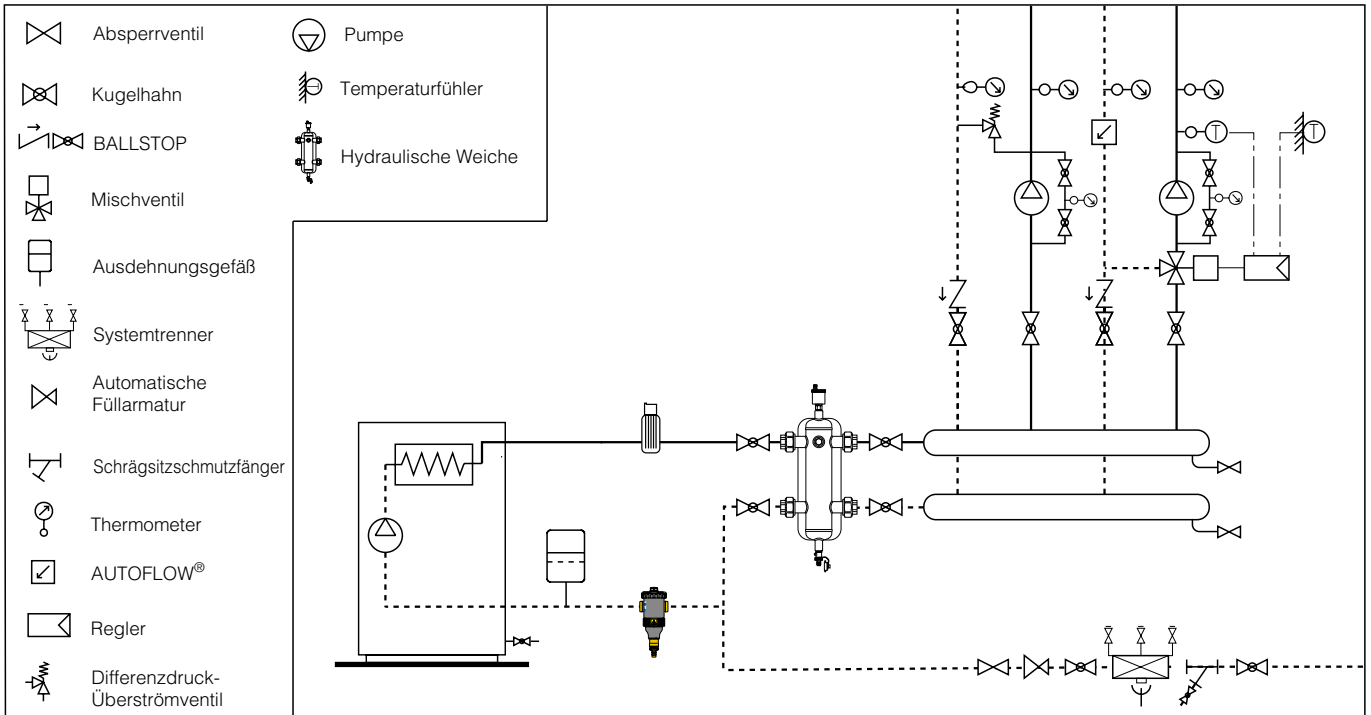 Absperrventil
Kugelhahn
BALLSTOP
Mischventil
Ausdehnungsgefäß
Systemtrenner
Automatische
Füllarmatur
Schrägsitzschmutzfänger
Thermometer
AUTOFLOW®
Regler
Differenzdruck-
Überströmventil
Pumpe
Temperaturfühler
Hydraulische Weiche
T
T